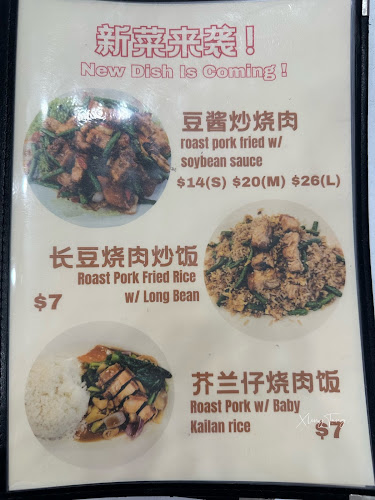 新菜来袭！
New Dish Is Coming！
豆酱炒烧肉
roast pork fried w/
soybean sauce
$14(S) $20(M) $26(L)
长豆烧肉炒饭
Roast Pork Fried Rice
w/ Long Bean
$7
芥兰仔烧肉饭
Roast Pork w/ Baby
Kailan rice
$7